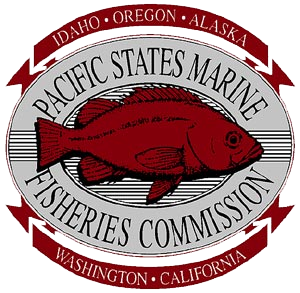 IDAHO • OREGON • ALASKA
PACIFIC STATES MARINE
FISHERIES COMMISSION
WASHINGTON • CALIFORNIA